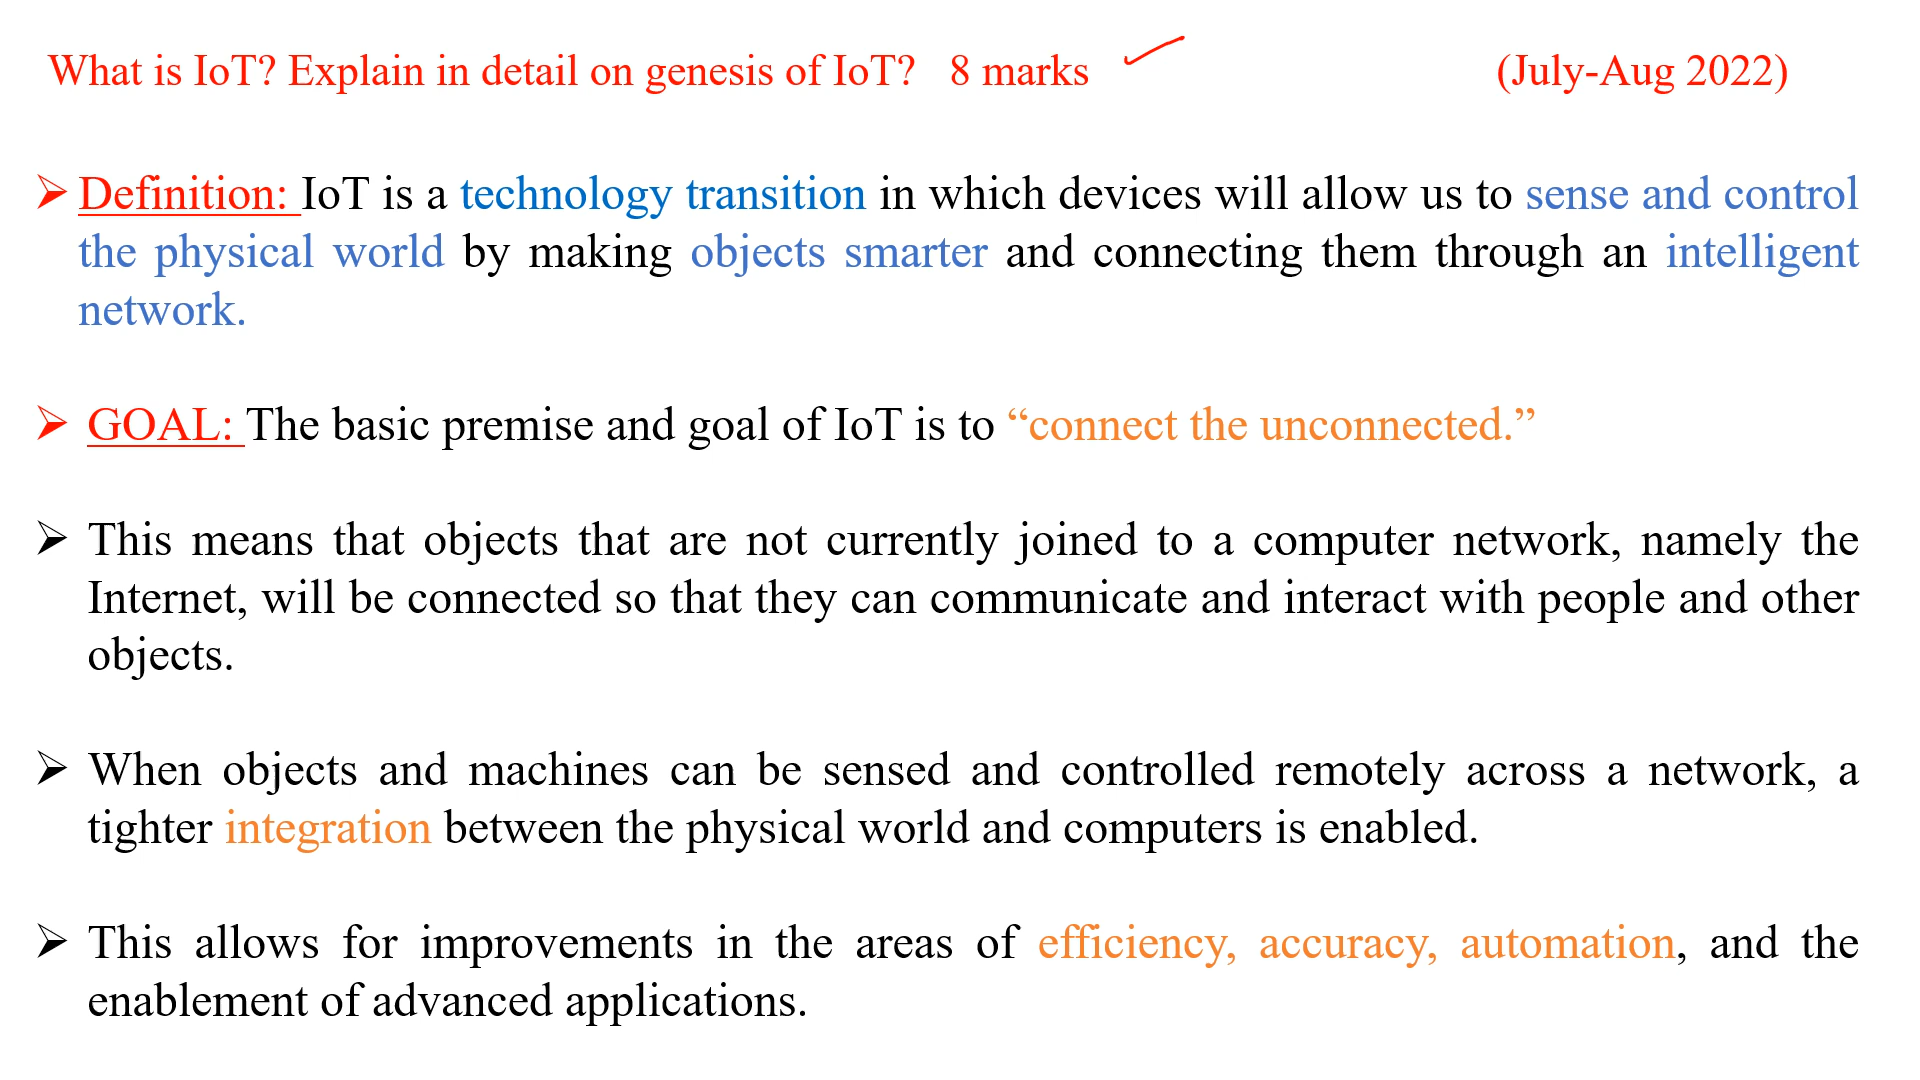 What is IoT? Explain in detail on genesis of IoT? 8 marks (July-Aug 2022)
➢ Definition: IoT is a technology transition in which devices will allow us to sense and control
the physical world by making objects smarter and connecting them through an intelligent
network.
➢ GOAL: The basic premise and goal of IoT is to “connect the unconnected.”
➢ This means that objects that are not currently joined to a computer network, namely the
Internet, will be connected so that they can communicate and interact with people and other
objects.
➢ When objects and machines can be sensed and controlled remotely across a network, a
tighter integration between the physical world and computers is enabled.
➢ This allows for improvements in the areas of efficiency, accuracy, automation, and the
enablement of advanced applications.